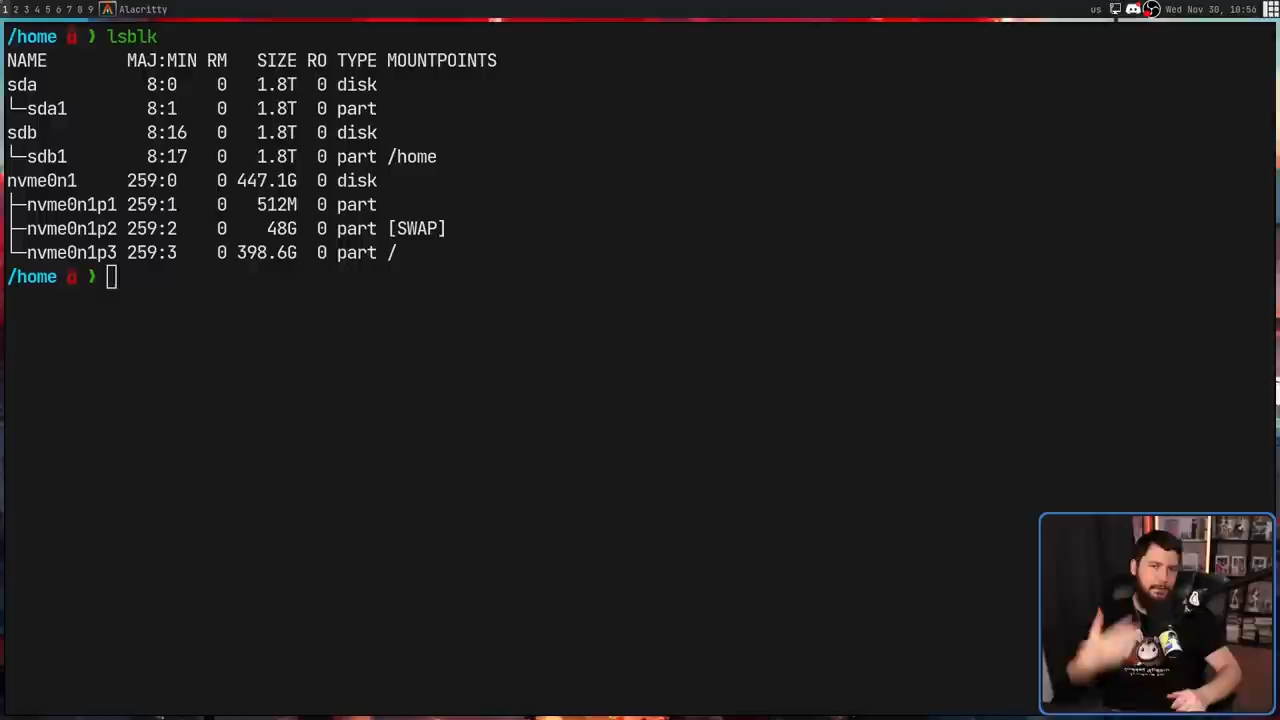 1 2 3 4 5 6 7 8 9 Alacritty us Wed Nov 30, 10:56
/home ❱ lsblk
NAME MAJ:MIN RM SIZE RO TYPE MOUNTPOINTS
sda 8:0 0 1.8T 0 disk
└─sda1 8:1 0 1.8T 0 part
sdb 8:16 0 1.8T 0 disk
└─sdb1 8:17 0 1.8T 0 part /home
nvme0n1 259:0 0 447.1G 0 disk
├─nvme0n1p1 259:1 0 512M 0 part
├─nvme0n1p2 259:2 0 48G 0 part [SWAP]
└─nvme0n1p3 259:3 0 398.6G 0 part /
/home ❱